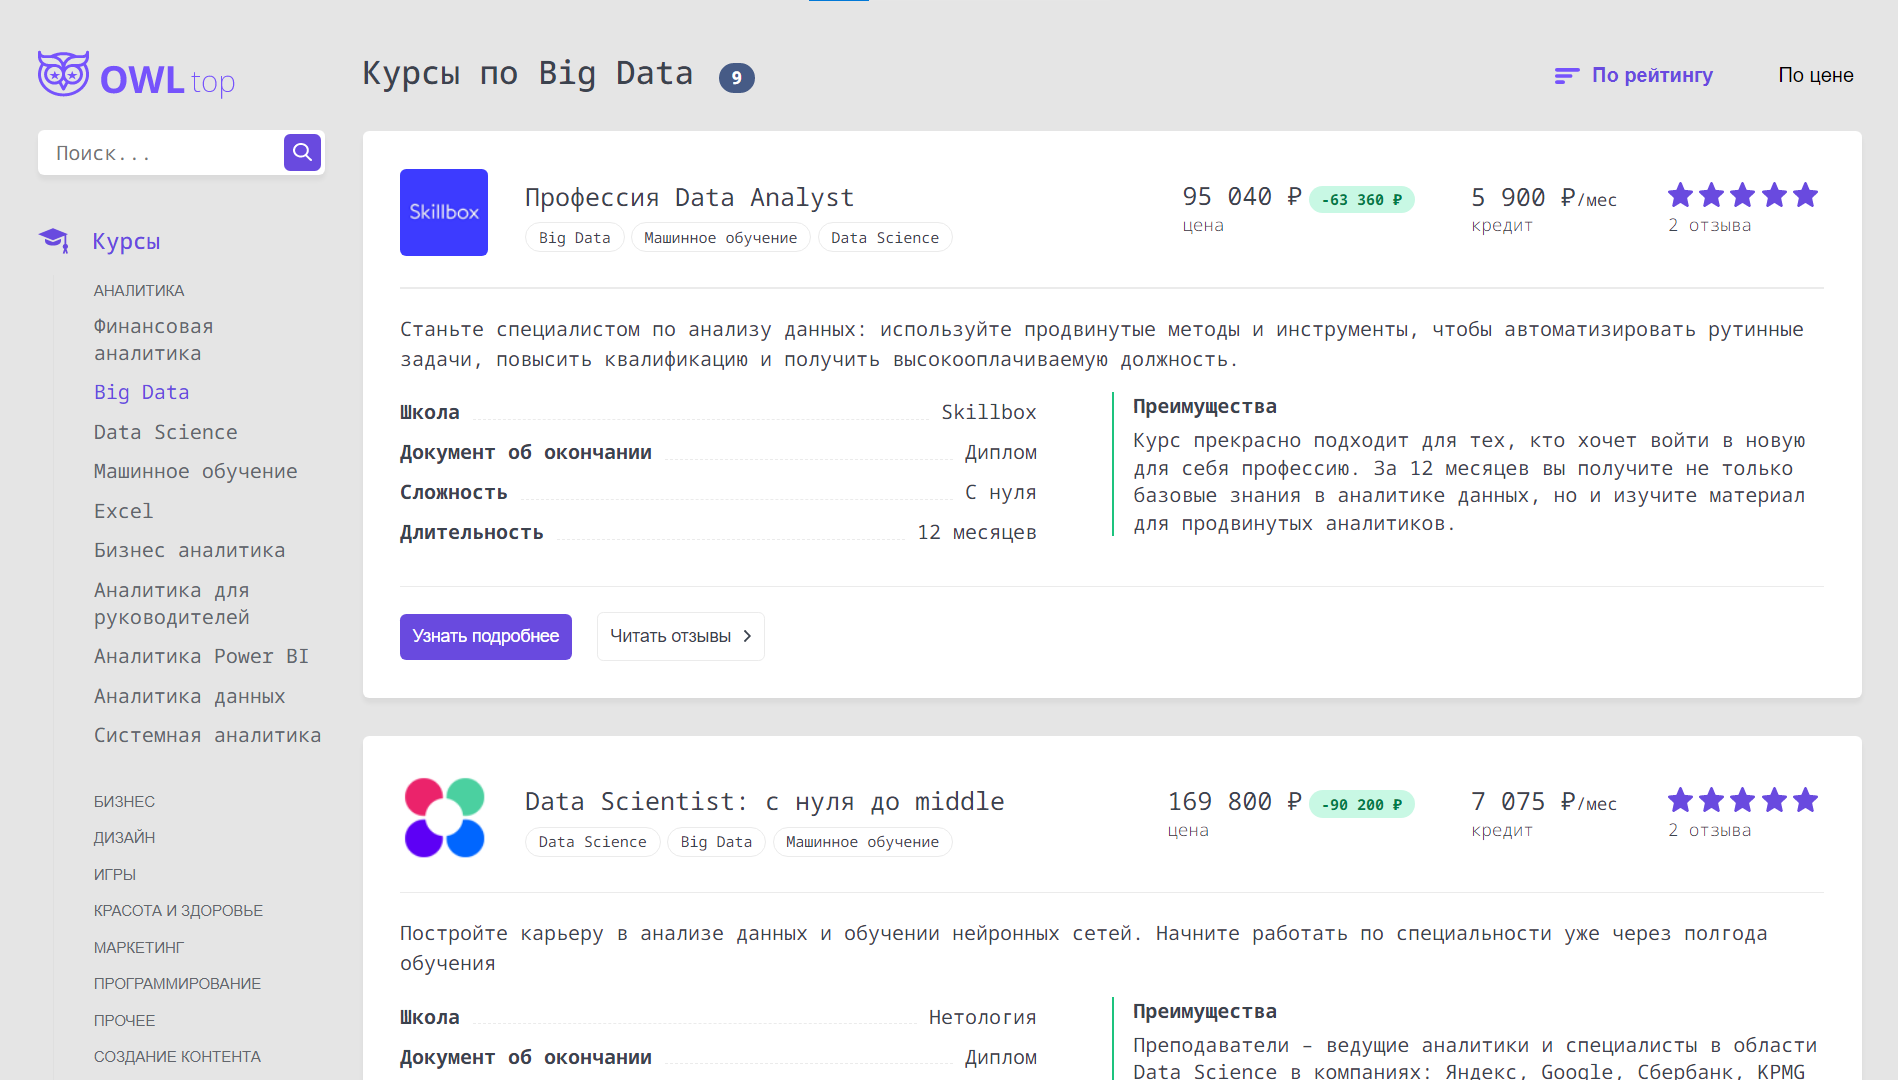 OWL top
Поиск...
Курсы
АНАЛИТИКА
Финансовая
аналитика
Big Data
Data Science
Машинное обучение
Excel
Бизнес аналитика
Аналитика для
руководителей
Аналитика Power BI
Аналитика данных
Системная аналитика
БИЗНЕС
ДИЗАЙН
ИГРЫ
КРАСОТА И ЗДОРОВЬЕ
МАРКЕТИНГ
ПРОГРАММИРОВАНИЕ
ПРОЧЕЕ
СОЗДАНИЕ КОНТЕНТА
Курсы по Big Data 9
По рейтингу По цене
Skillbox
Профессия Data Analyst
Big Data Машинное обучение Data Science
95 040 ₽ -63 360 ₽
цена
5 900 ₽/мес
кредит
2 отзыва
Станьте специалистом по анализу данных: используйте продвинутые методы и инструменты, чтобы автоматизировать рутинные
задачи, повысить квалификацию и получить высокооплачиваемую должность.
Школа Skillbox
Документ об окончании Диплом
Сложность С нуля
Длительность 12 месяцев
Преимущества
Курс прекрасно подходит для тех, кто хочет войти в новую
для себя профессию. За 12 месяцев вы получите не только
базовые знания в аналитике данных, но и изучите материал
для продвинутых аналитиков.
Узнать подробнее Читать отзывы
Data Scientist: с нуля до middle
Data Science Big Data Машинное обучение
169 800 ₽ -90 200 ₽
цена
7 075 ₽/мес
кредит
2 отзыва
Постройте карьеру в анализе данных и обучении нейронных сетей. Начните работать по специальности уже через полгода
обучения
Школа Нетология
Документ об окончании Диплом
Преимущества
Преподаватели – ведущие аналитики и специалисты в области
Data Science в компаниях: Яндекс, Google, Сбербанк, KPMG